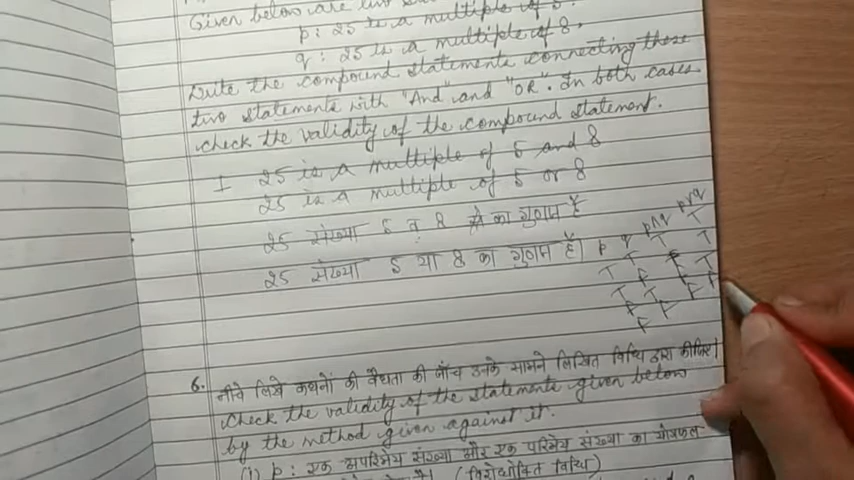 Given below are two
p: 25 is a multiple of 5.
q: 25 is a multiple of 8.
Write the compound statements connecting these
two statements with "And" and "OR". In both cases
check the validity of the compound statement.
I 25 is a multiple of 5 and 8
25 is a multiple of 5 or 8
25 संख्या 5 व 8 का गुणज है
25 संख्या 5 या 8 का गुणज है।
p q p∧q p∨q
T T T T
T F F T
F T F T
F F F F
6. नीचे लिखे कथनों की वैधता की जाँच उनके सामने लिखित विधि द्वारा कीजिए।
Check the validity of the statements given below
by the method given against it.
(1) p: एक अपरिमेय संख्या और एक परिमेय संख्या का योगफल
(विरोधोक्ति विधि)